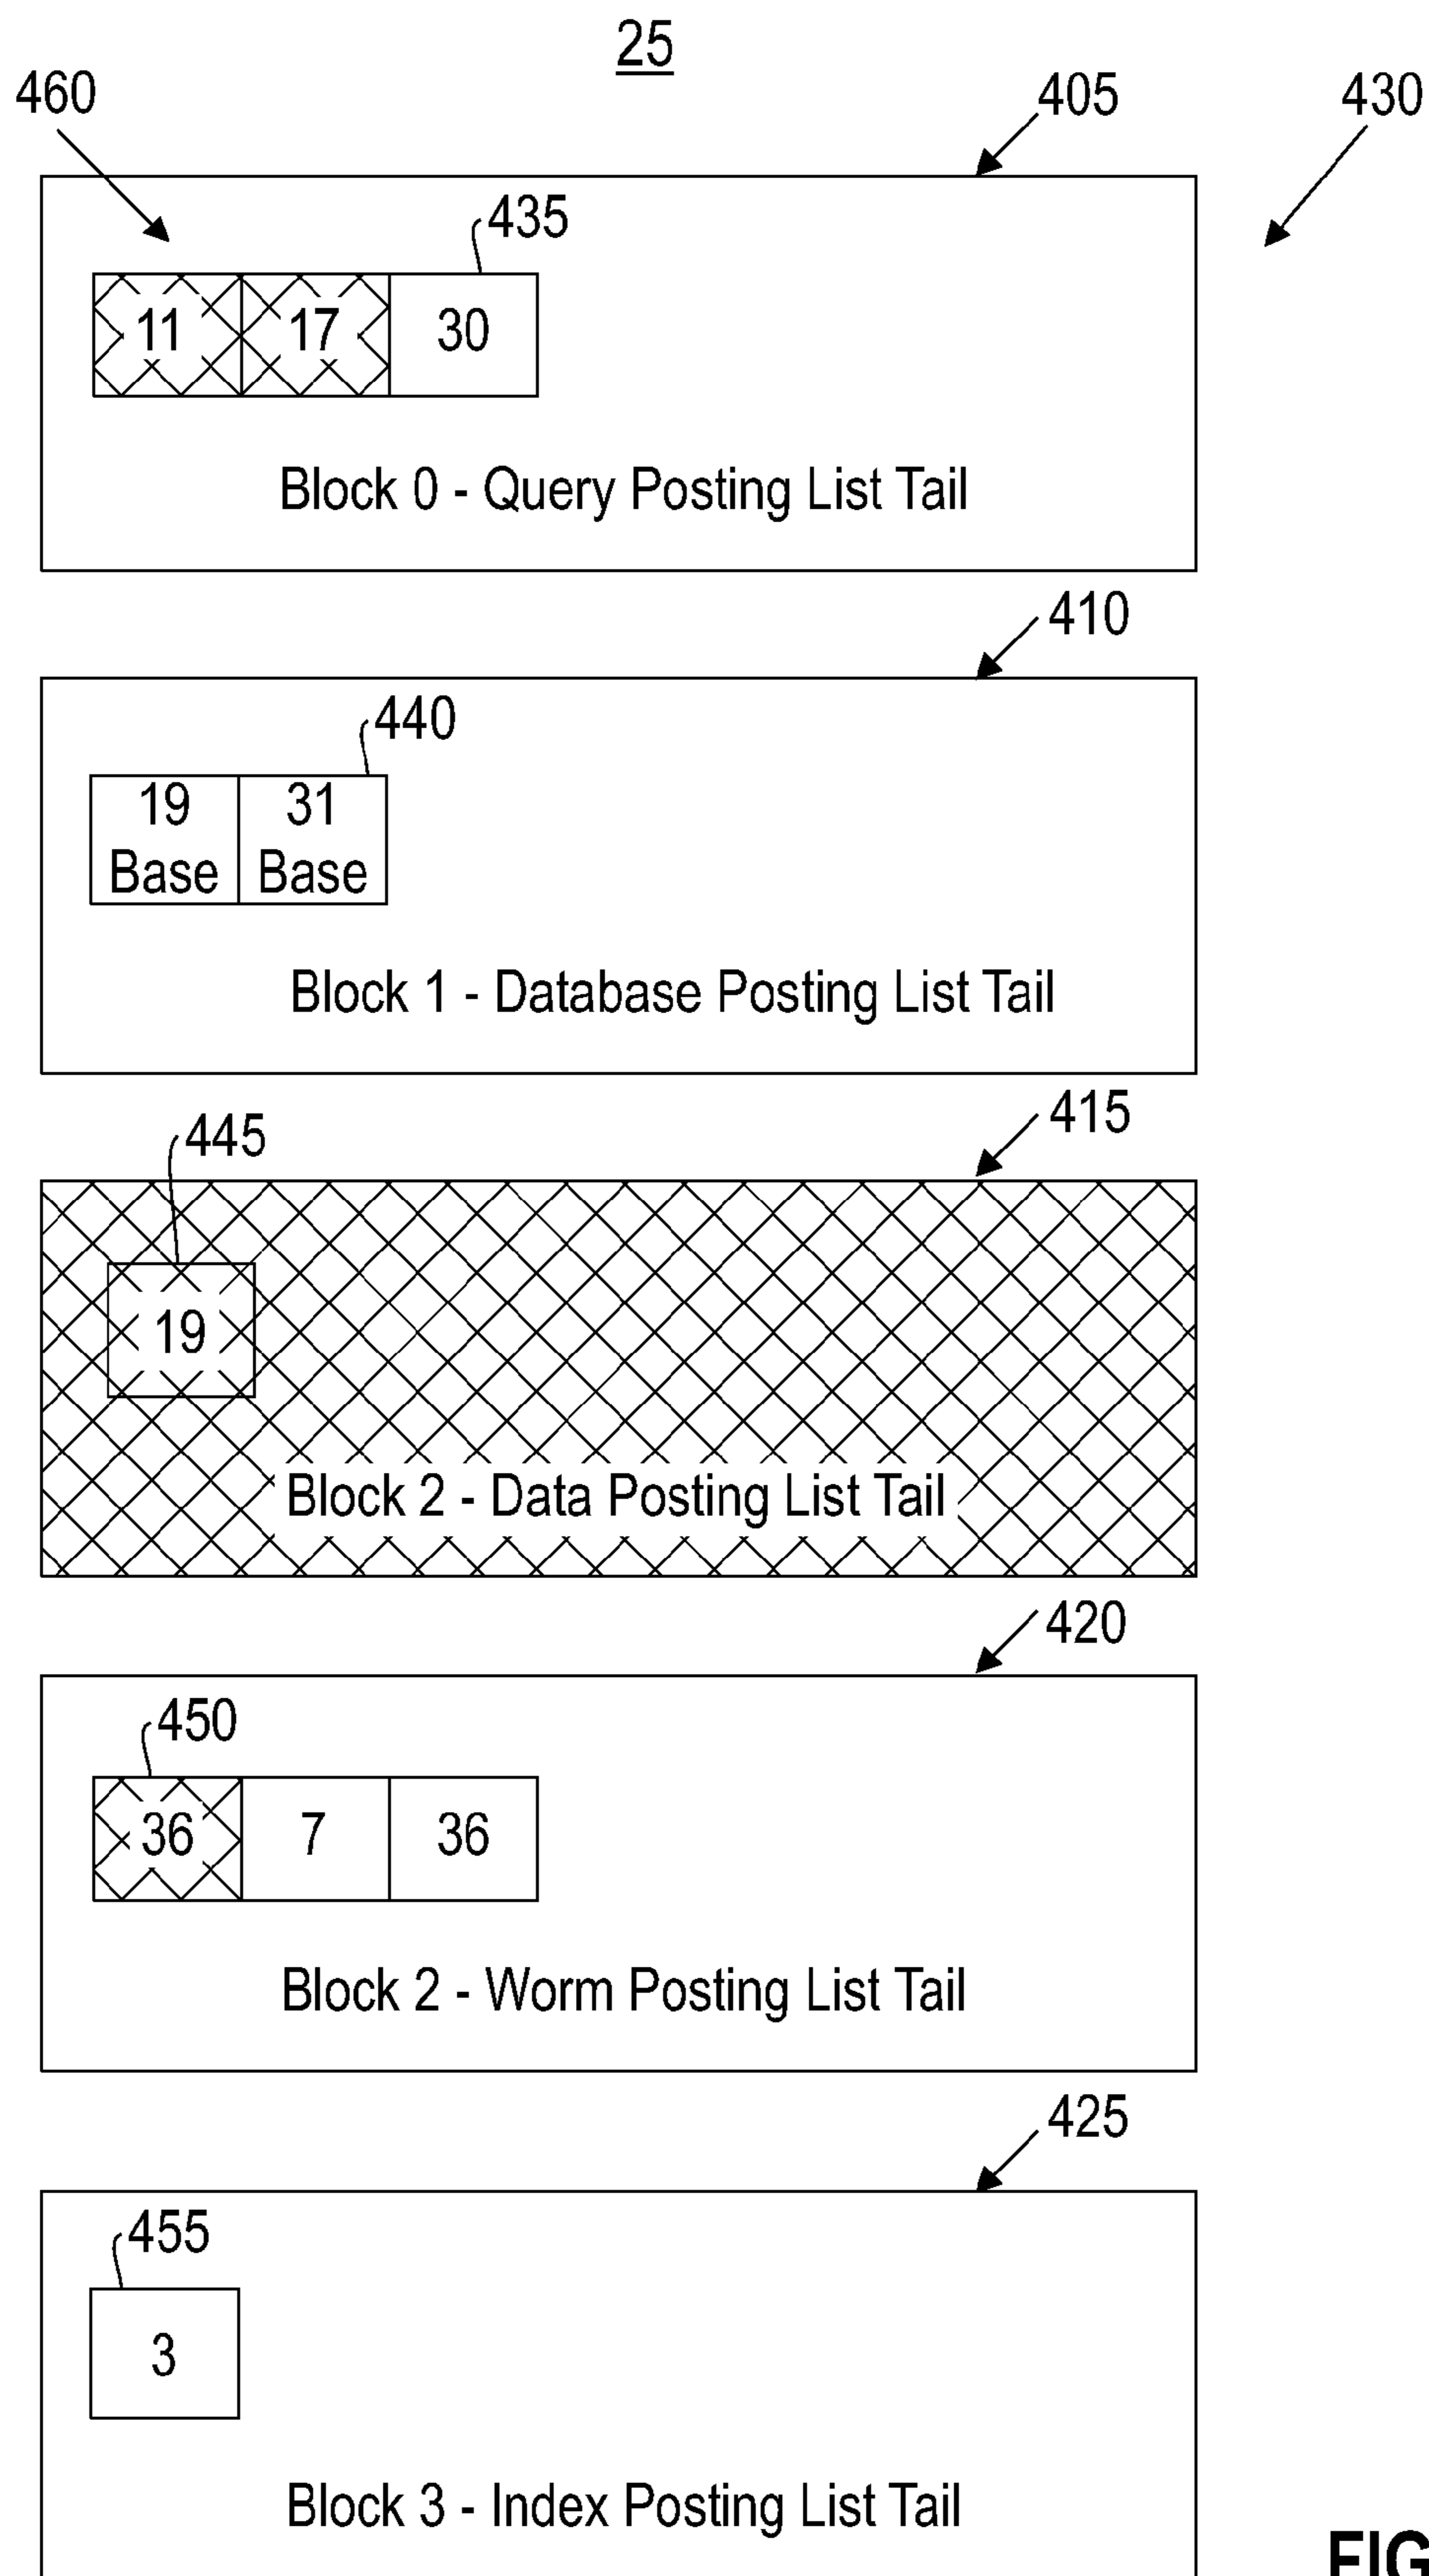 25
460
405
430
435
11 17 30
Block 0 - Query Posting List Tail
410
440
19 31
Base Base
Block 1 - Database Posting List Tail
415
445
19
Block 2 - Data Posting List Tail
420
450
36 7 36
Block 2 - Worm Posting List Tail
425
455
3
Block 3 - Index Posting List Tail
FIG